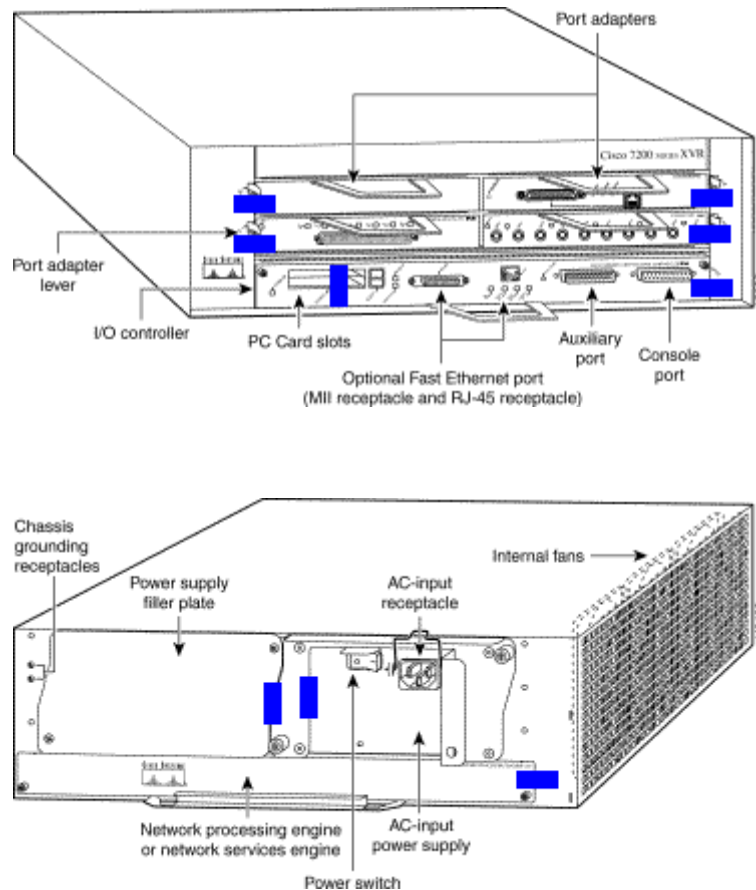 Port adapters
Cisco 7200 SERIES XVR
Port adapter
lever
I/O controller
PC Card slots
Auxiliary
port
Console
port
Optional Fast Ethernet port
(MII receptacle and RJ-45 receptacle)
Chassis
grounding
receptacles
Internal fans
Power supply
filler plate
AC-input
receptacle
Network processing engine
or network services engine
AC-input
power supply
Power switch